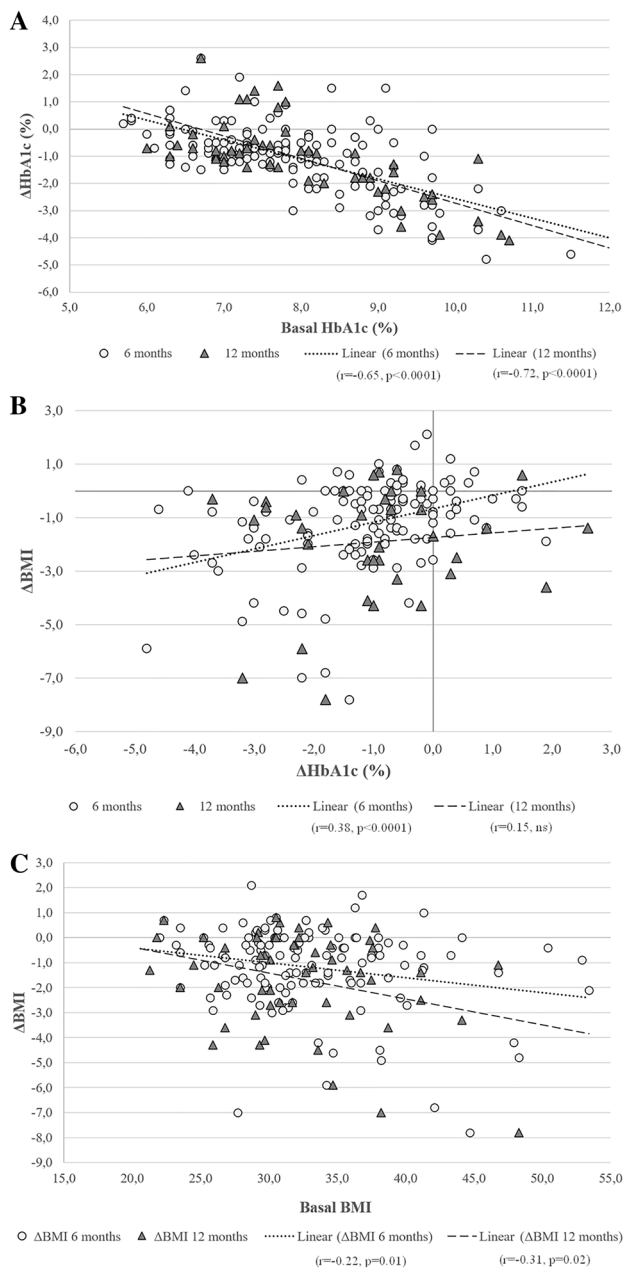 A
4,0
3,0
2,0
1,0
0,0
-1,0
-2,0
-3,0
-4,0
-5,0
-6,0
ΔHbA1c (%)
5,0 6,0 7,0 8,0 9,0 10,0 11,0 12,0
Basal HbA1c (%)
6 months 12 months Linear (6 months) Linear (12 months)
(r=-0.65, p<0.0001) (r=-0.72, p<0.0001)
B
3,0
1,0
-1,0
-3,0
-5,0
-7,0
-9,0
ΔBMI
-6,0 -5,0 -4,0 -3,0 -2,0 -1,0 0,0 1,0 2,0 3,0
ΔHbA1c (%)
6 months 12 months Linear (6 months) Linear (12 months)
(r=0.38, p<0.0001) (r=0.15, ns)
C
3,0
2,0
1,0
0,0
-1,0
-2,0
-3,0
-4,0
-5,0
-6,0
-7,0
-8,0
-9,0
ΔBMI
15,0 25,0 30,0 35,0 40,0 45,0 50,0 55,0
Basal BMI
ΔBMI 6 months ΔBMI 12 months Linear (ΔBMI 6 months) Linear (ΔBMI 12 months)
(r=-0.22, p=0.01) (r=-0.31, p=0.02)